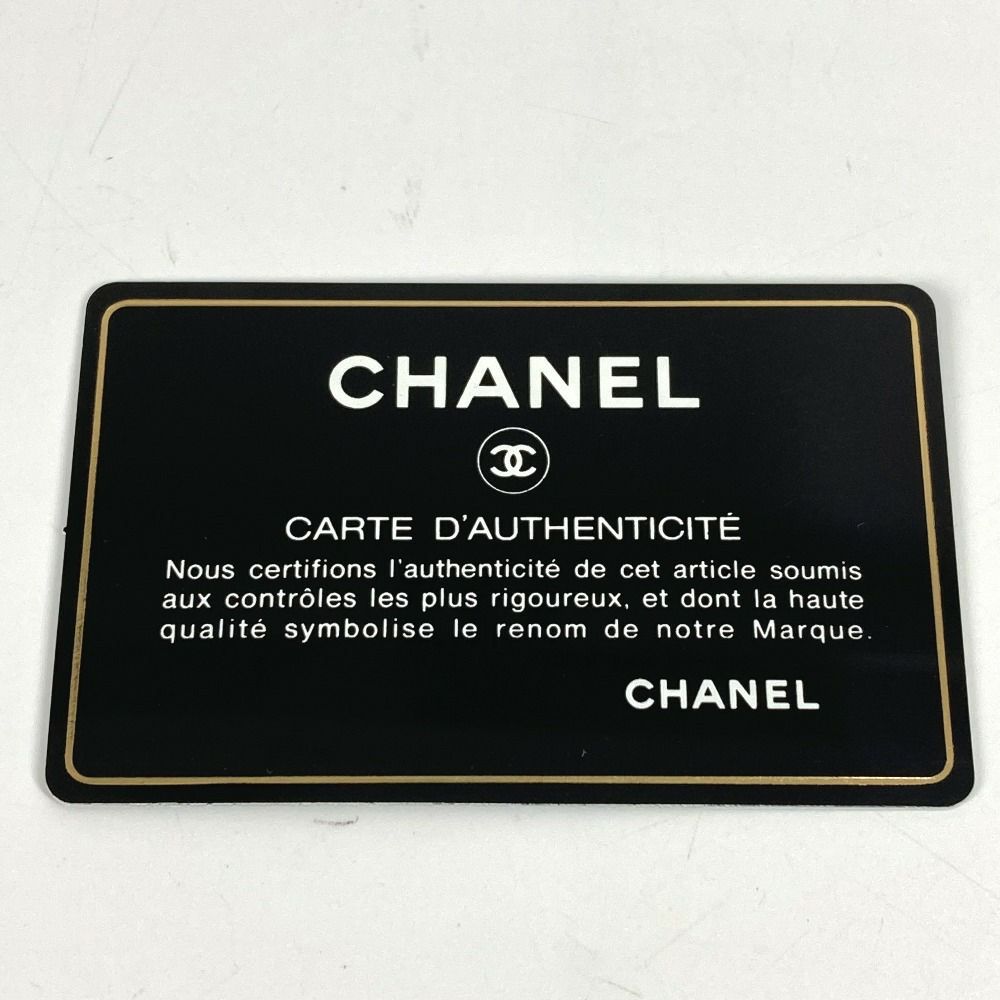 CHANEL
CARTE D'AUTHENTICITÉ
Nous certifions l'authenticité de cet article soumis
aux contrôles les plus rigoureux, et dont la haute
qualité symbolise le renom de notre Marque.
CHANEL